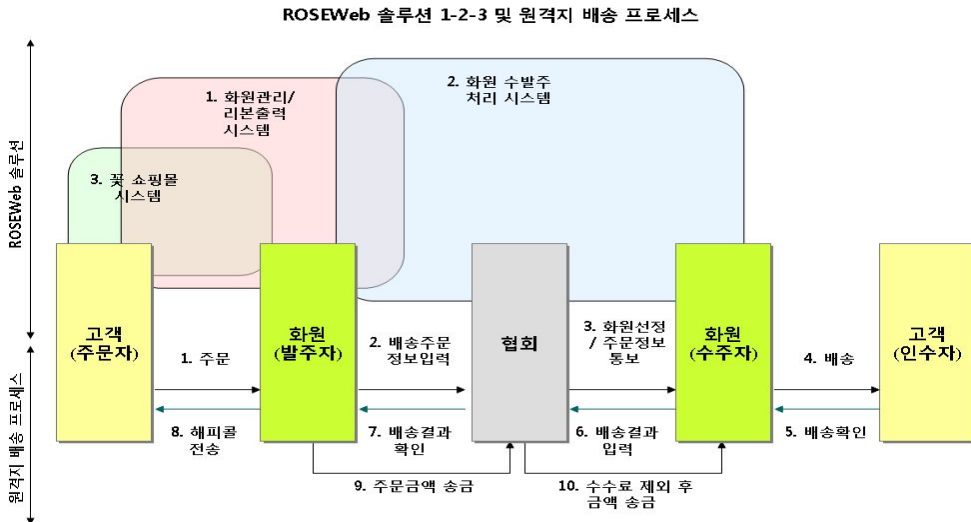 ROSEWeb 솔루션 1-2-3 및 원격지 배송 프로세스
ROSEWeb 솔루션
1. 화원관리/
리본출력
시스템
2. 화원 수발주
처리 시스템
3. 꽃 쇼핑몰
시스템
원격지 배송 프로세스
고객
(주문자)
화원
(발주자)
협회
화원
(수주자)
고객
(인수자)
1. 주문
2. 배송주문
정보입력
3. 화원선정
/ 주문정보
통보
4. 배송
8. 해피콜
전송
7. 배송결과
확인
6. 배송결과
입력
5. 배송확인
9. 주문금액 송금
10. 수수료 제외 후
금액 송금